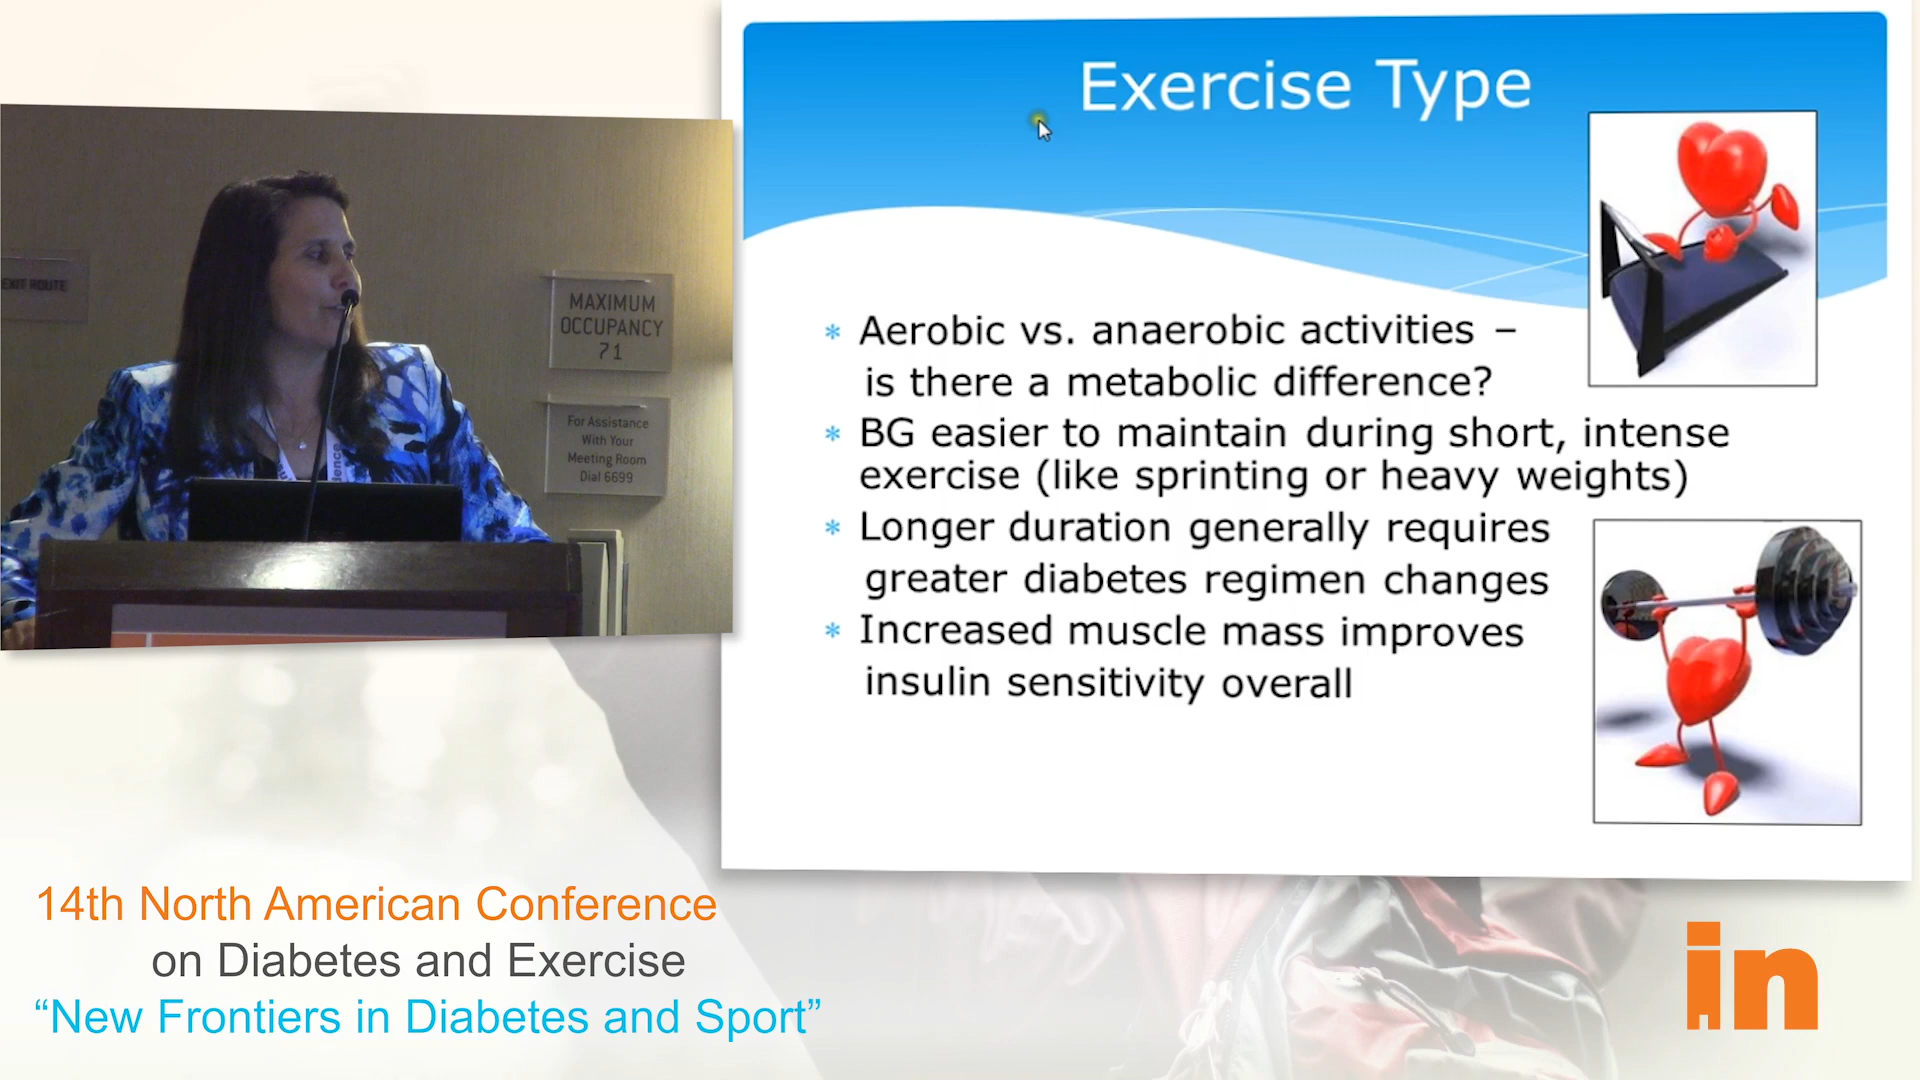 Exercise Type
* Aerobic vs. anaerobic activities –
is there a metabolic difference?
* BG easier to maintain during short, intense
exercise (like sprinting or heavy weights)
* Longer duration generally requires
greater diabetes regimen changes
* Increased muscle mass improves
insulin sensitivity overall
EXIT ROUTE
MAXIMUM
OCCUPANCY
71
For Assistance
With Your
Meeting Room
Dial 6699
14th North American Conference
on Diabetes and Exercise
“New Frontiers in Diabetes and Sport”
in